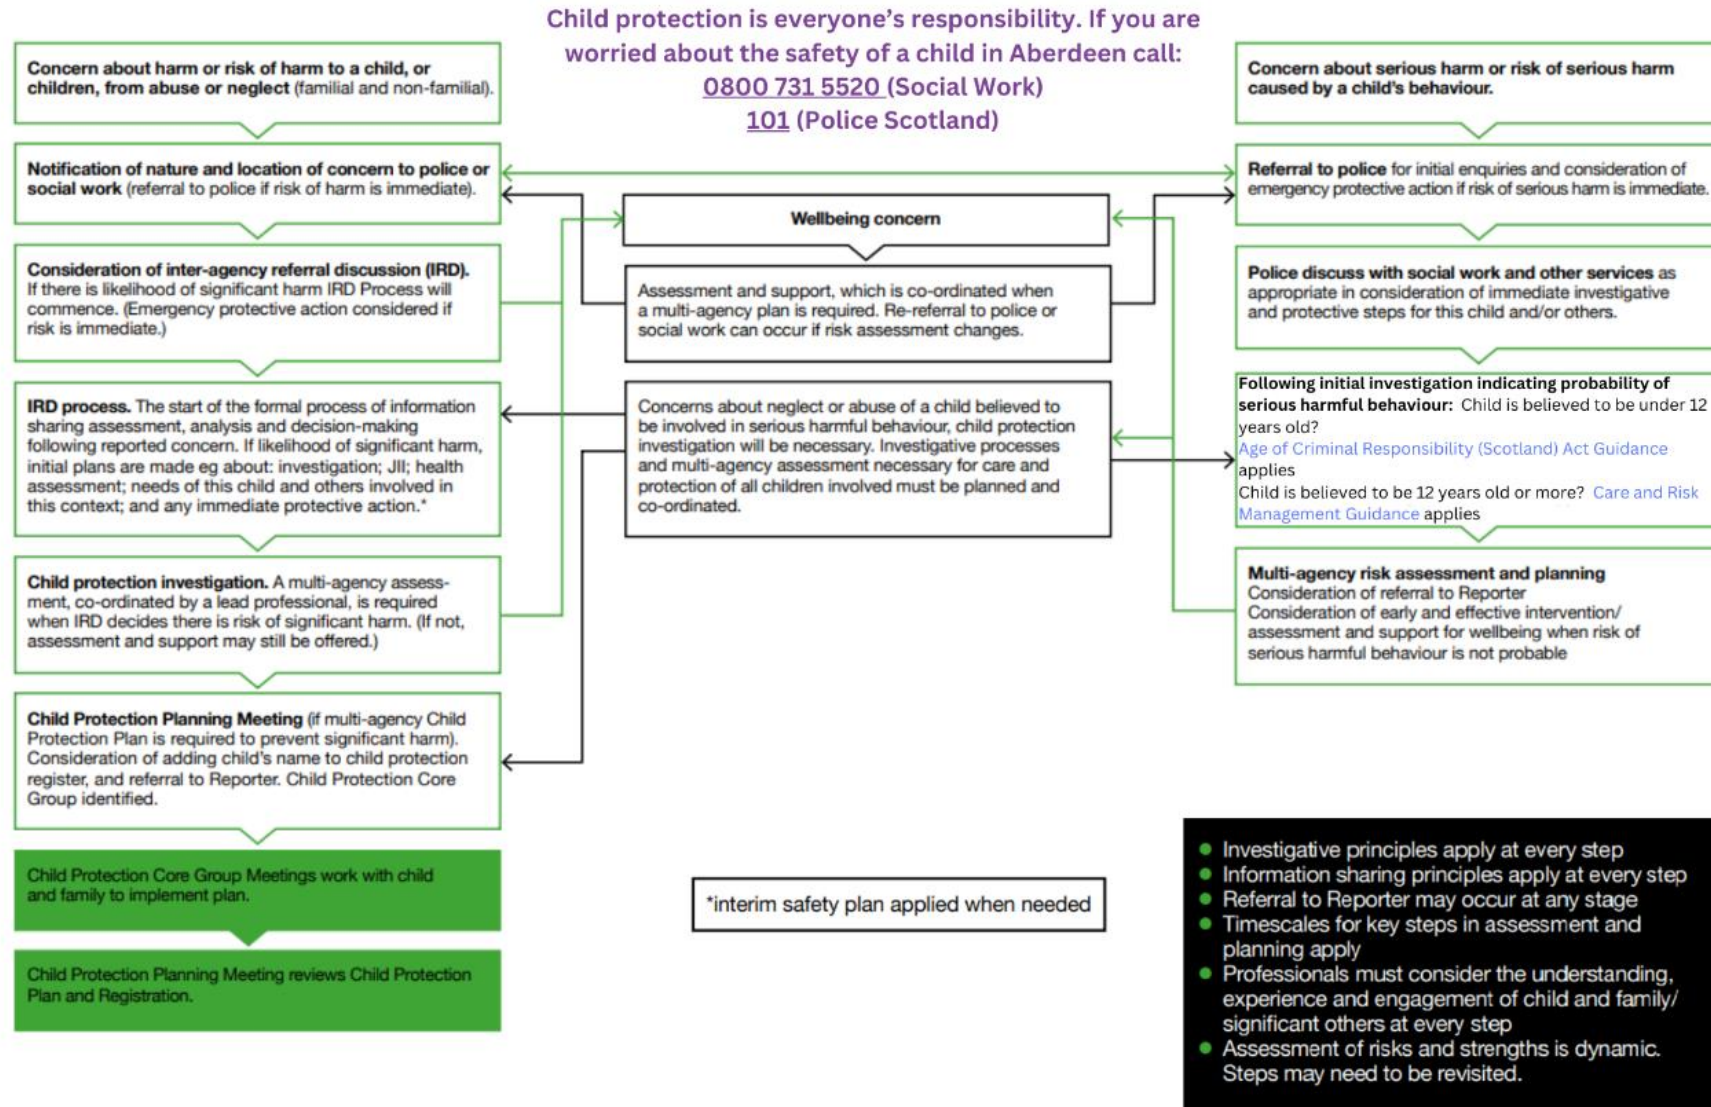 Child protection is everyone's responsibility. If you are
worried about the safety of a child in Aberdeen call:
0800 731 5520 (Social Work)
101 (Police Scotland)
Concern about harm or risk of harm to a child, or
children, from abuse or neglect (familial and non-familial).
Notification of nature and location of concern to police or
social work (referral to police if risk of harm is immediate).
Consideration of inter-agency referral discussion (IRD).
If there is likelihood of significant harm IRD Process will
commence. (Emergency protective action considered if
risk is immediate.)
IRD process. The start of the formal process of information
sharing assessment, analysis and decision-making
following reported concern. If likelihood of significant harm,
initial plans are made eg about: investigation; JII; health
assessment; needs of this child and others involved in
this context; and any immediate protective action.*
Child protection investigation. A multi-agency assess-
ment, co-ordinated by a lead professional, is required
when IRD decides there is risk of significant harm. (If not,
assessment and support may still be offered.)
Child Protection Planning Meeting (if multi-agency Child
Protection Plan is required to prevent significant harm).
Consideration of adding child's name to child protection
register, and referral to Reporter. Child Protection Core
Group identified.
Child Protection Core Group Meetings work with child
and family to implement plan.
Child Protection Planning Meeting reviews Child Protection
Plan and Registration.
Wellbeing concern
Assessment and support, which is co-ordinated when
a multi-agency plan is required. Re-referral to police or
social work can occur if risk assessment changes.
Concerns about neglect or abuse of a child believed to
be involved in serious harmful behaviour, child protection
investigation will be necessary. Investigative processes
and multi-agency assessment necessary for care and
protection of all children involved must be planned and
co-ordinated.
*interim safety plan applied when needed
Concern about serious harm or risk of serious harm
caused by a child's behaviour.
Referral to police for initial enquiries and consideration of
emergency protective action if risk of serious harm is immediate.
Police discuss with social work and other services as
appropriate in consideration of immediate investigative
and protective steps for this child and/or others.
Following initial investigation indicating probability of
serious harmful behaviour: Child is believed to be under 12
years old?
Age of Criminal Responsibility (Scotland) Act Guidance
applies
Child is believed to be 12 years old or more? Care and Risk
Management Guidance applies
Multi-agency risk assessment and planning
Consideration of referral to Reporter
Consideration of early and effective intervention/
assessment and support for wellbeing when risk of
serious harmful behaviour is not probable
Investigative principles apply at every step
Information sharing principles apply at every step
Referral to Reporter may occur at any stage
Timescales for key steps in assessment and
planning apply
Professionals must consider the understanding,
experience and engagement of child and family/
significant others at every step
Assessment of risks and strengths is dynamic.
Steps may need to be revisited.